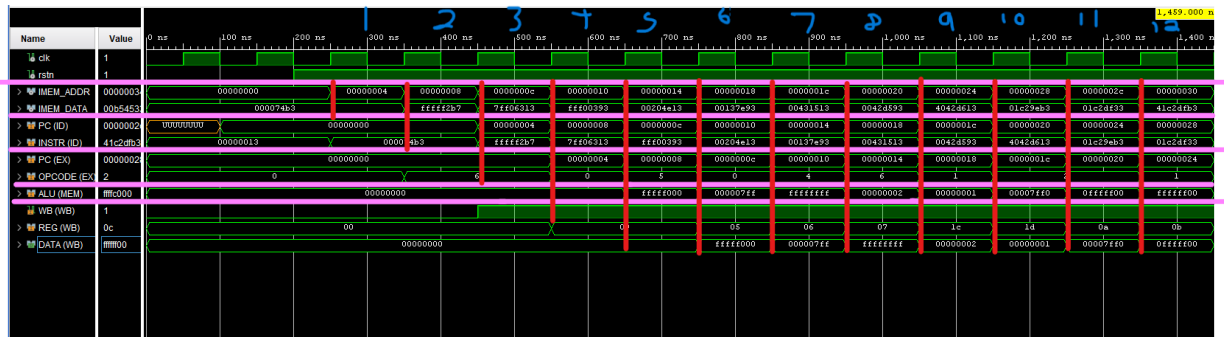 1 2 3 4 5 6 7 8 9 10 11 12
1,459.000 n
Name Value 0 ns 100 ns 200 ns 300 ns 400 ns 500 ns 600 ns 700 ns 800 ns 900 ns 1,000 ns 1,100 ns 1,200 ns 1,300 ns 1,400 n
clk 1
rstn 1
IMEM_ADDR 0000003 00000000 00000004 00000008 0000000c 00000010 00000014 00000018 0000001c 00000020 00000024 00000028 0000002c 00000030
IMEM_DATA 00b5453 000074b3 fffff2b7 7ff06313 fff00393 00204e13 00137e93 00431513 0042d593 4042d613 01c29eb3 01c2df33 41c2df33
PC (ID) 0000002 UUUUUUUU 00000000 00000004 00000008 0000000c 00000010 00000014 00000018 0000001c 00000020 00000024 00000028
INSTR (ID) 41c2dfb3 00000013 fffff2b7 7ff06313 fff00393 00204e13 00137e93 00431513 0042d593 4042d613 01c29eb3 01c2df33
PC (EX) 0000002 00000000 00000004 00000008 0000000c 00000010 00000014 00000018 0000001c 00000020 00000024
OPCODE (EX) 2 0 6 0 5 0 4 6 1 1
ALU (MEM) ffffc000 00000000 fffff000 000007ff ffffffff 00000002 00000001 00007ff0 0fffff00 ffffff00
WB (WB) 1
REG (WB) 0c 00 05 06 07 1c 1d 0a 0b
DATA (WB) ffffff00 00000000 fffff000 000007ff ffffffff 00000002 00000001 00007ff0 0fffff00